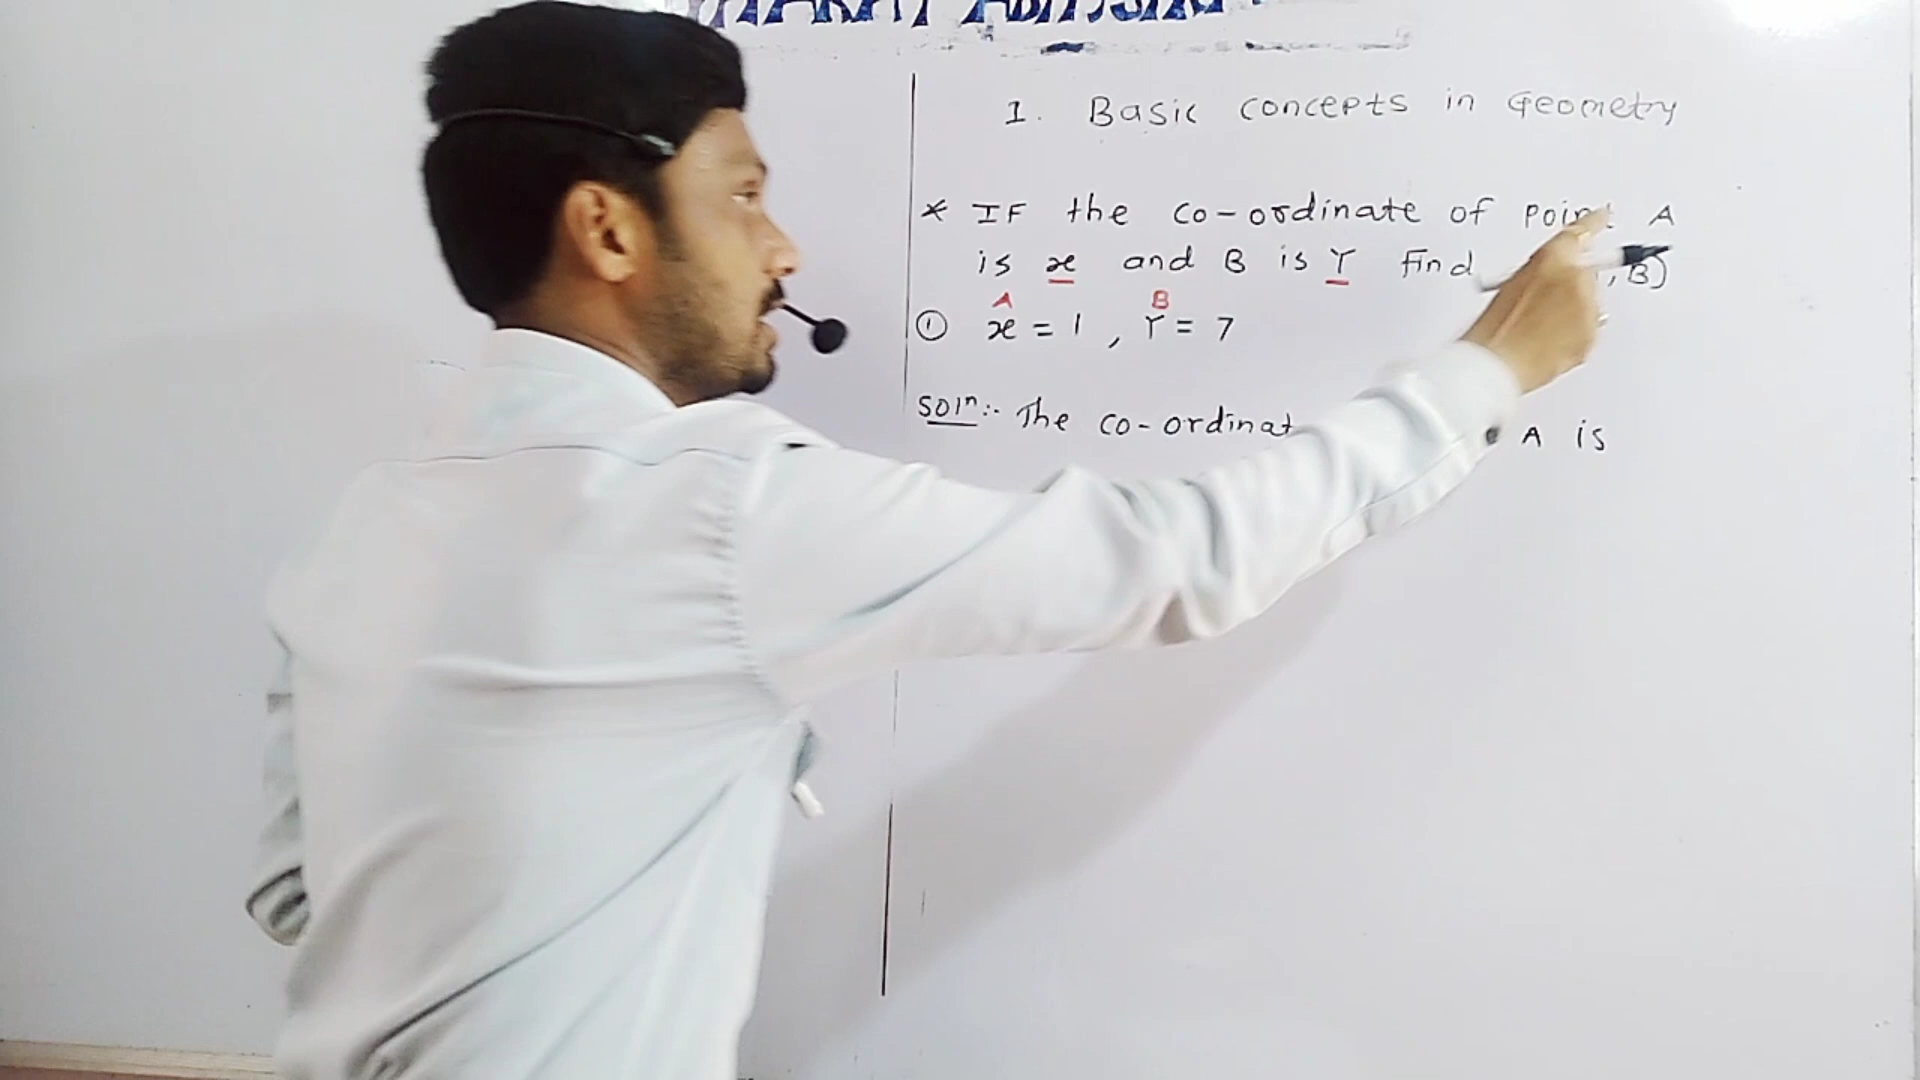 1. Basic concepts in Geometry
* IF the co-ordinate of point A
is x and B is Y Find , B)
A B
① x = 1 , Y = 7
Soln:- The co-ordinat A is